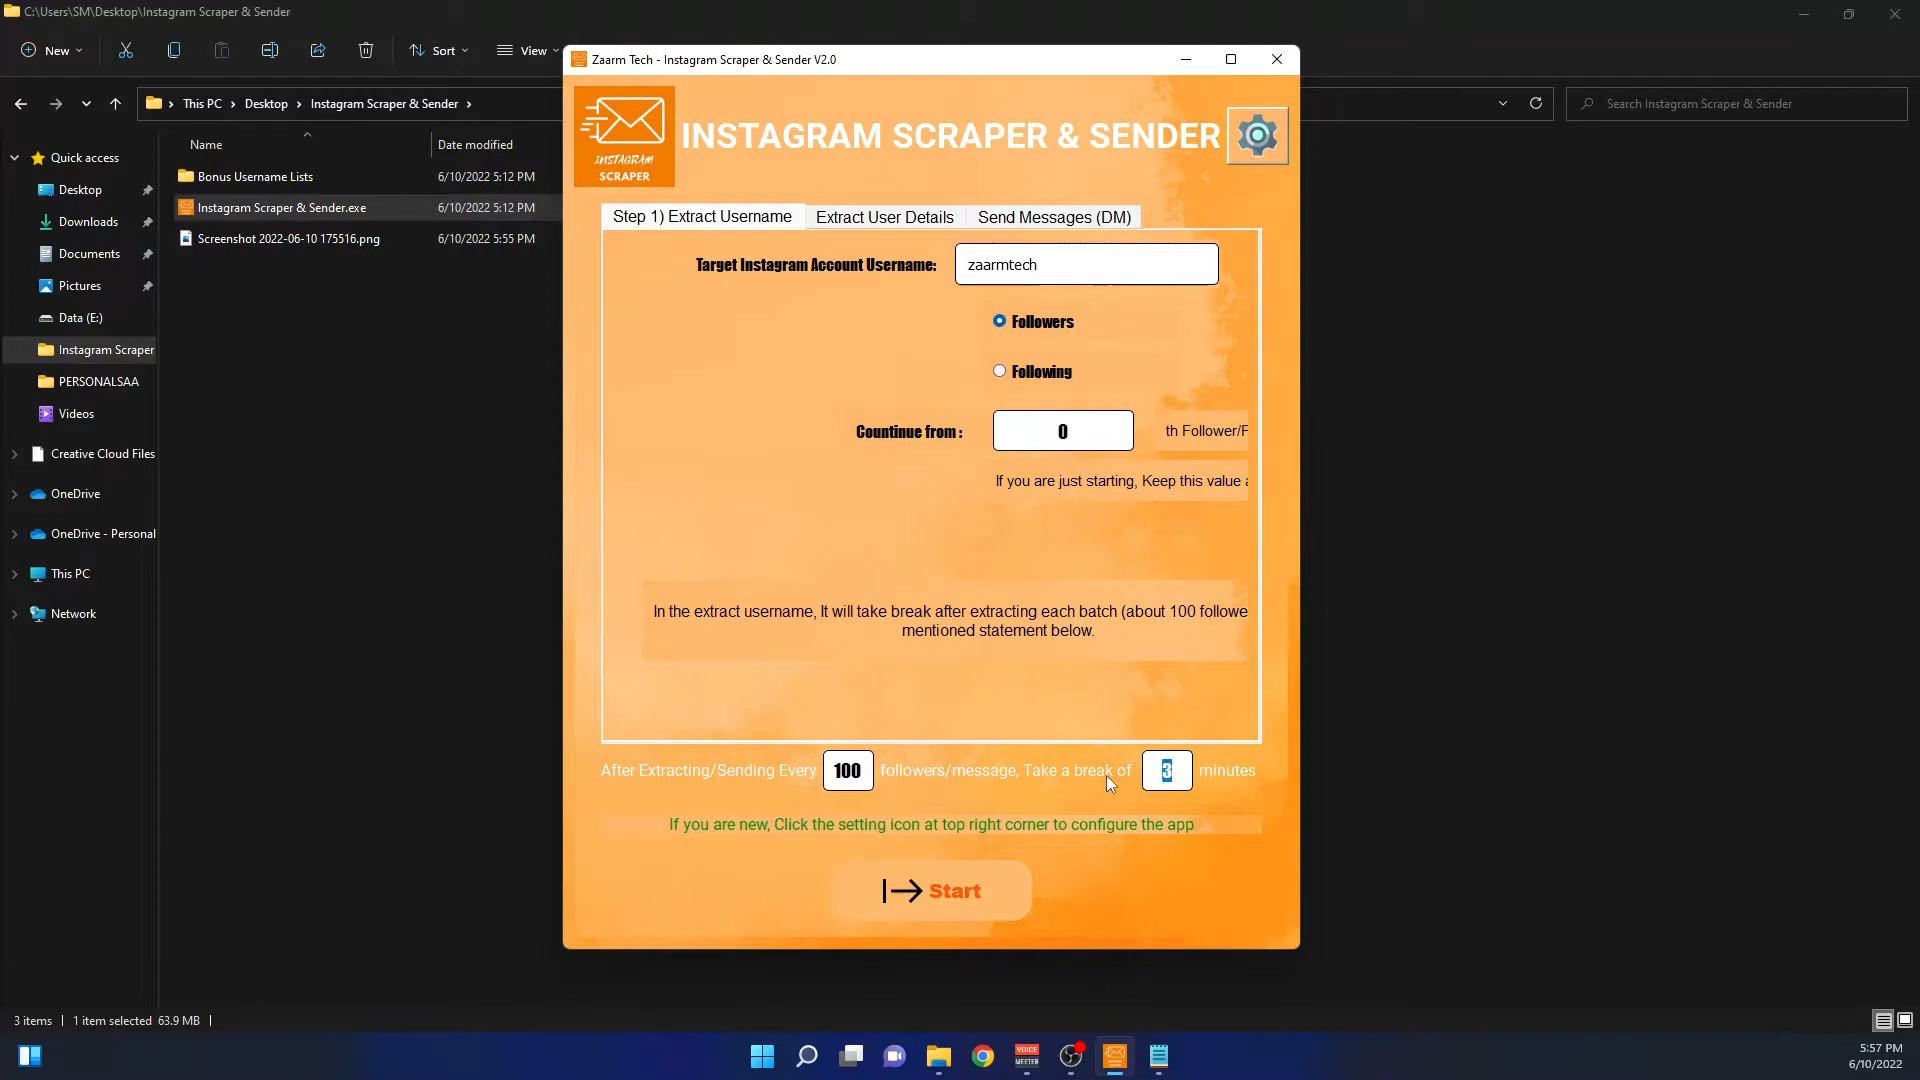 C:\Users\SM\Desktop\Instagram Scraper & Sender
New
Sort
View
This PC
Desktop
Instagram Scraper & Sender
Search Instagram Scraper & Sender
Quick access
Desktop
Downloads
Documents
Pictures
Data (E:)
Instagram Scraper
PERSONALSAA
Videos
Creative Cloud Files
OneDrive
OneDrive - Personal
This PC
Network
Name
Date modified
Bonus Username Lists
6/10/2022 5:12 PM
Instagram Scraper & Sender.exe
6/10/2022 5:12 PM
Screenshot 2022-06-10 175516.png
6/10/2022 5:55 PM
Zaarm Tech - Instagram Scraper & Sender V2.0
INSTAGRAM
SCRAPER
INSTAGRAM SCRAPER & SENDER
Step 1) Extract Username
Extract User Details
Send Messages (DM)
Target Instagram Account Username:
zaarmtech
Followers
Following
Countinue from :
0
th Follower/F
If you are just starting, Keep this value a
In the extract username, It will take break after extracting each batch (about 100 followe
mentioned statement below.
After Extracting/Sending Every 100 followers/message, Take a break of 3 minutes
If you are new, Click the setting icon at top right corner to configure the app
Start
3 items
1 item selected 63.9 MB
VOICE
MEETER
5:57 PM
6/10/2022